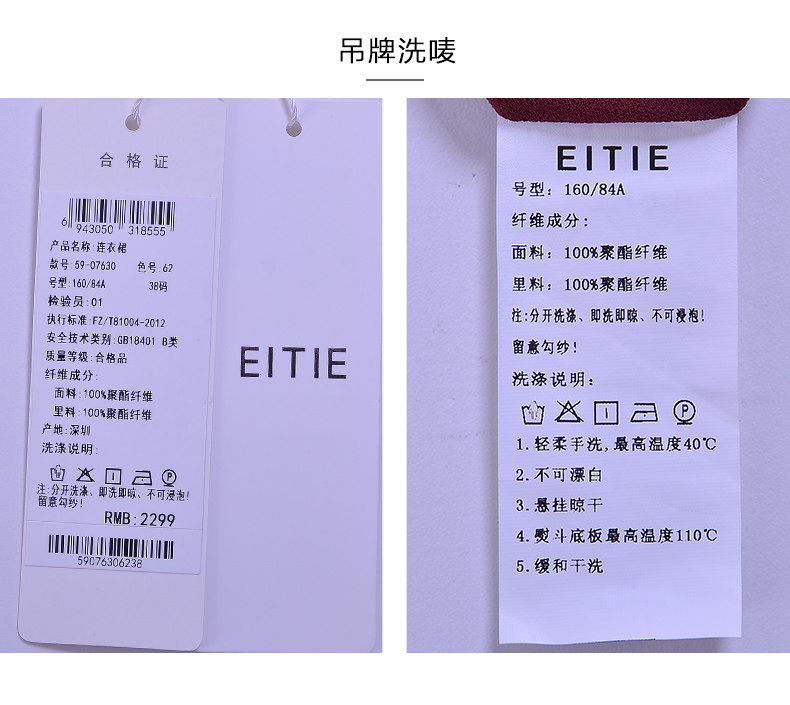 吊牌洗唛
合格证
6 943050 318555
产品名称:连衣裙
款号:59-07630 色号 62
号型:160/84A 38码
检验员:01
执行标准:FZ/T81004-2012
安全技术类别:GB18401 B类
质量等级:合格品
纤维成分:
面料:100%聚酯纤维
里料:100%聚酯纤维
产地:深圳
洗涤说明:
注:分开洗涤、即洗即晾、不可浸泡!
留意勾纱!
RMB:2299
59076306238
EITIE
EITIE
号型: 160/84A
纤维成分:
面料: 100%聚酯纤维
里料: 100%聚酯纤维
注:分开洗涤、即洗即晾、不可浸泡!
留意勾纱!
洗涤说明:
P
1.轻柔手洗,最高温度40℃
2.不可漂白
3.悬挂晾干
4.熨斗底板最高温度110℃
5.缓和干洗